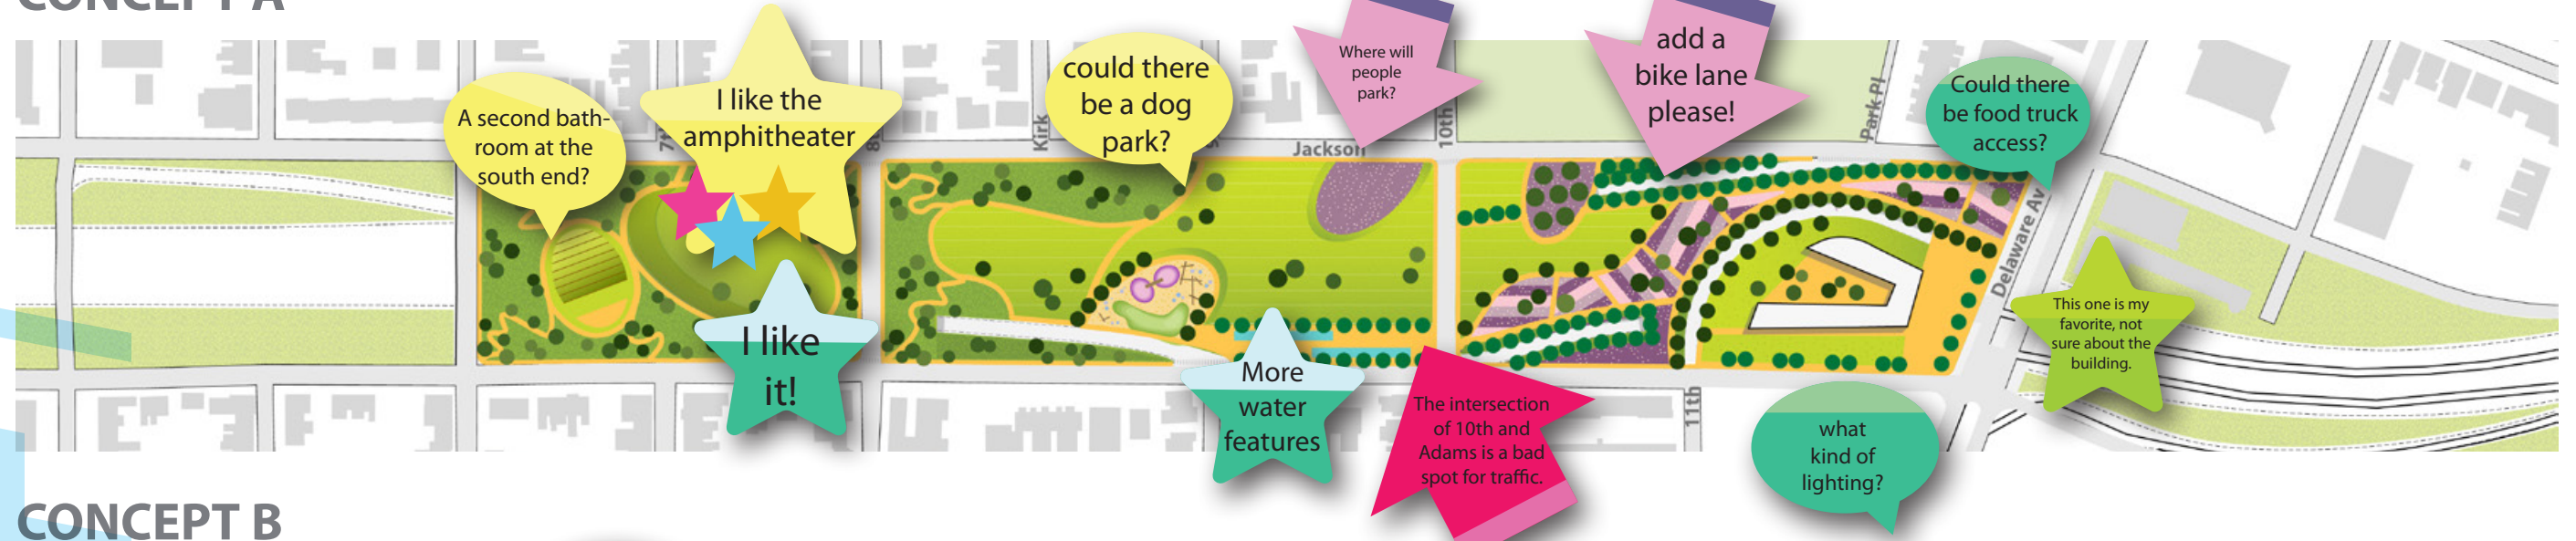 CONCEPT A
A second bath-
room at the
south end?
I like the
amphitheater
I like
it!
could there
be a dog
park?
Where will
people
park?
add a
bike lane
please!
Could there
be food truck
access?
Kirk
Jackson
10th
Park Pl
Delaware Av
11th
More
water
features
The intersection
of 10th and
Adams is a bad
spot for traffic.
what
kind of
lighting?
This one is my
favorite, not
sure about the
building.
CONCEPT B